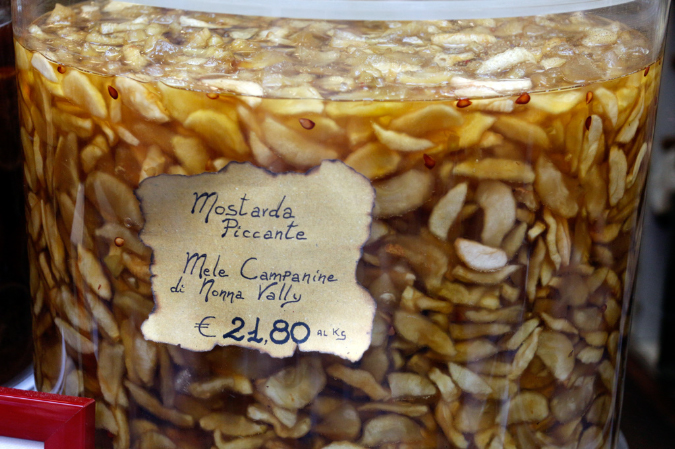 Mostarda
Piccante
Mele Campanine
di Nonna Vally
€ 21,80 AL KG